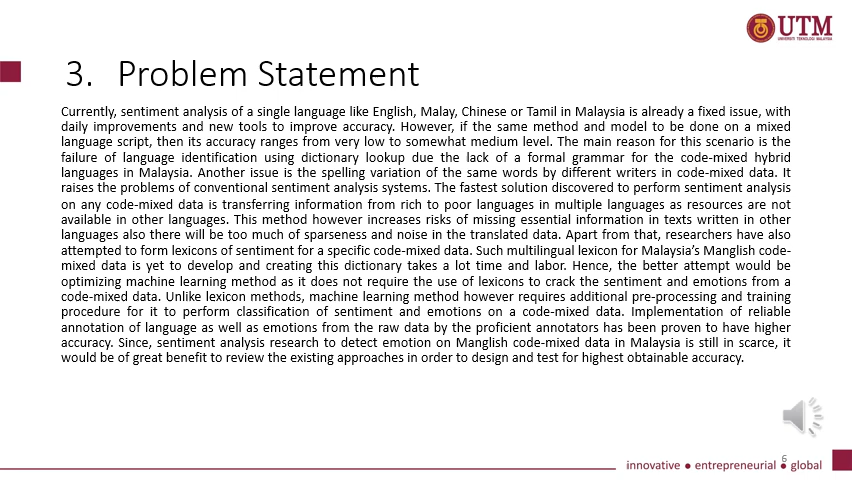 UTM
UNIVERSITI TEKNOLOGI MALAYSIA
3. Problem Statement
Currently, sentiment analysis of a single language like English, Malay, Chinese or Tamil in Malaysia is already a fixed issue, with
daily improvements and new tools to improve accuracy. However, if the same method and model to be done on a mixed
language script, then its accuracy ranges from very low to somewhat medium level. The main reason for this scenario is the
failure of language identification using dictionary lookup due the lack of a formal grammar for the code-mixed hybrid
languages in Malaysia. Another issue is the spelling variation of the same words by different writers in code-mixed data. It
raises the problems of conventional sentiment analysis systems. The fastest solution discovered to perform sentiment analysis
on any code-mixed data is transferring information from rich to poor languages in multiple languages as resources are not
available in other languages. This method however increases risks of missing essential information in texts written in other
languages also there will be too much of sparseness and noise in the translated data. Apart from that, researchers have also
attempted to form lexicons of sentiment for a specific code-mixed data. Such multilingual lexicon for Malaysia's Manglish code-
mixed data is yet to develop and creating this dictionary takes a lot time and labor. Hence, the better attempt would be
optimizing machine learning method as it does not require the use of lexicons to crack the sentiment and emotions from a
code-mixed data. Unlike lexicon methods, machine learning method however requires additional pre-processing and training
procedure for it to perform classification of sentiment and emotions on a code-mixed data. Implementation of reliable
annotation of language as well as emotions from the raw data by the proficient annotators has been proven to have higher
accuracy. Since, sentiment analysis research to detect emotion on Manglish code-mixed data in Malaysia is still in scarce, it
would be of great benefit to review the existing approaches in order to design and test for highest obtainable accuracy.
6
innovative ● entrepreneurial ● global